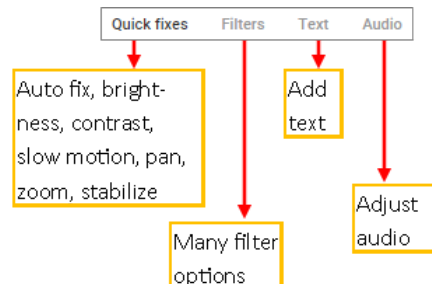 Quick fixes Filters Text Audio
Auto fix, bright-
ness, contrast,
slow motion, pan,
zoom, stabilize
Add
text
Many filter
options
Adjust
audio